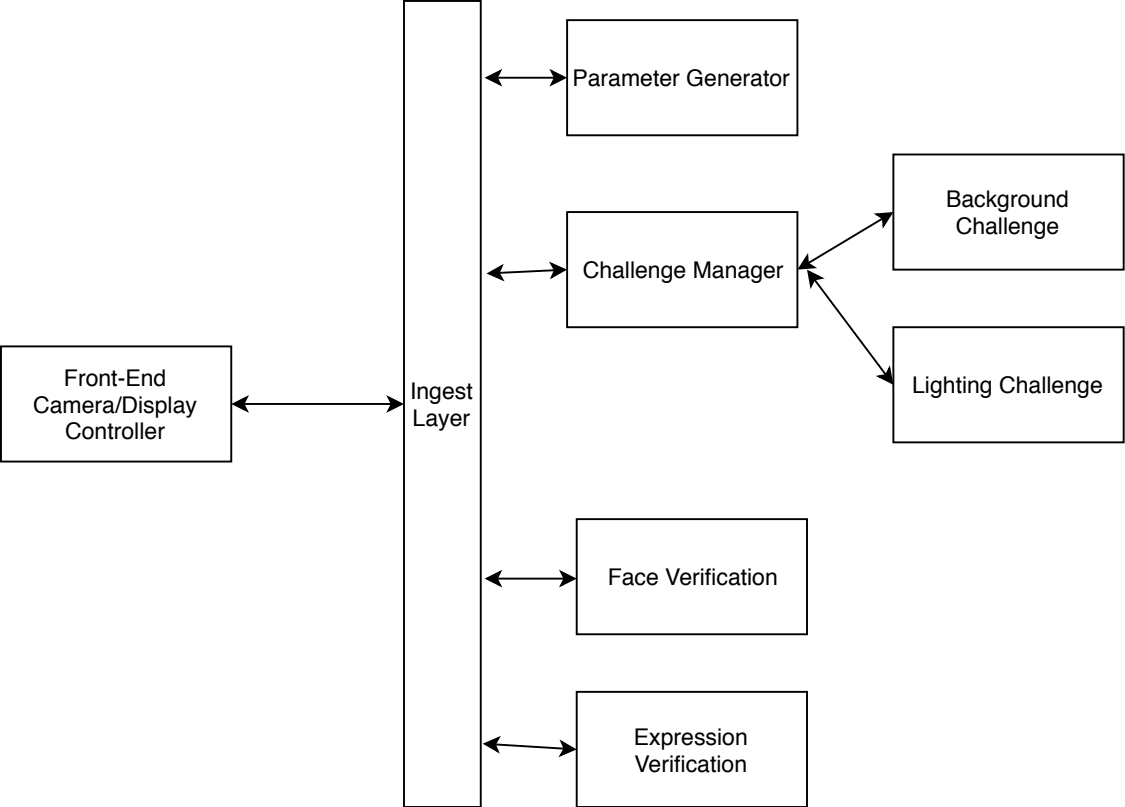 Parameter Generator
Background
Challenge
Challenge Manager
Front-End
Camera/Display
Controller
Ingest
Layer
Lighting Challenge
Face Verification
Expression
Verification